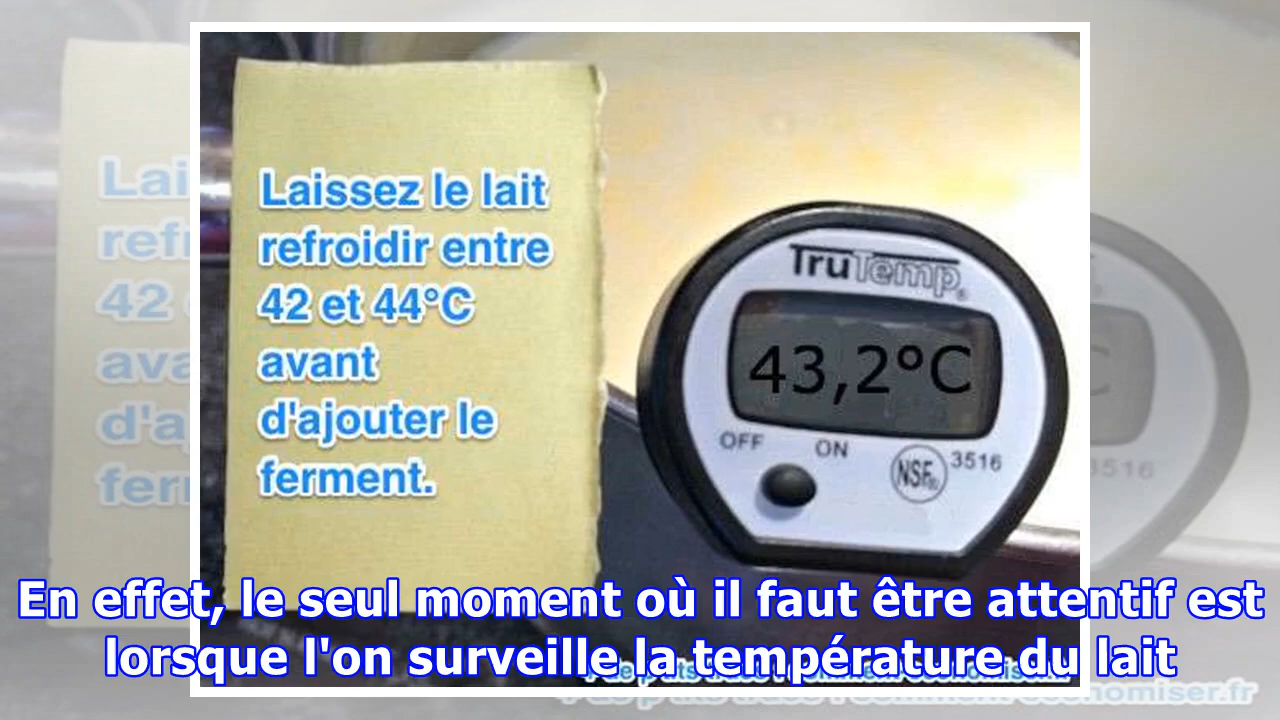 Laissez le lait
refroidir entre
42 et 44°C
avant
d'ajouter le
ferment.
TruTemp
43,2°C
OFF
ON
NSF
3516
En effet, le seul moment où il faut être attentif est
lorsque l'on surveille la température du lait